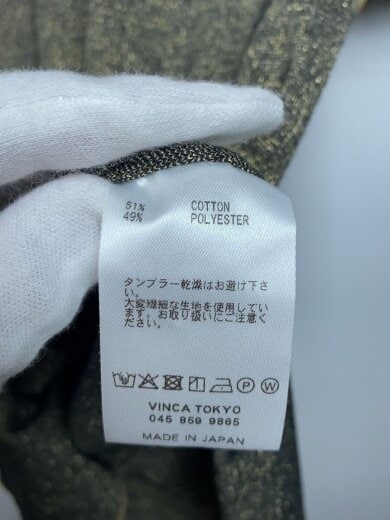 51% COTTON
49% POLYESTER
タンブラー乾燥はお避け下さ
い。
大変繊細な生地を使用してい
ます。お取り扱いにご注意く
ださい。
VINCA TOKYO
045 859 9865
MADE IN JAPAN